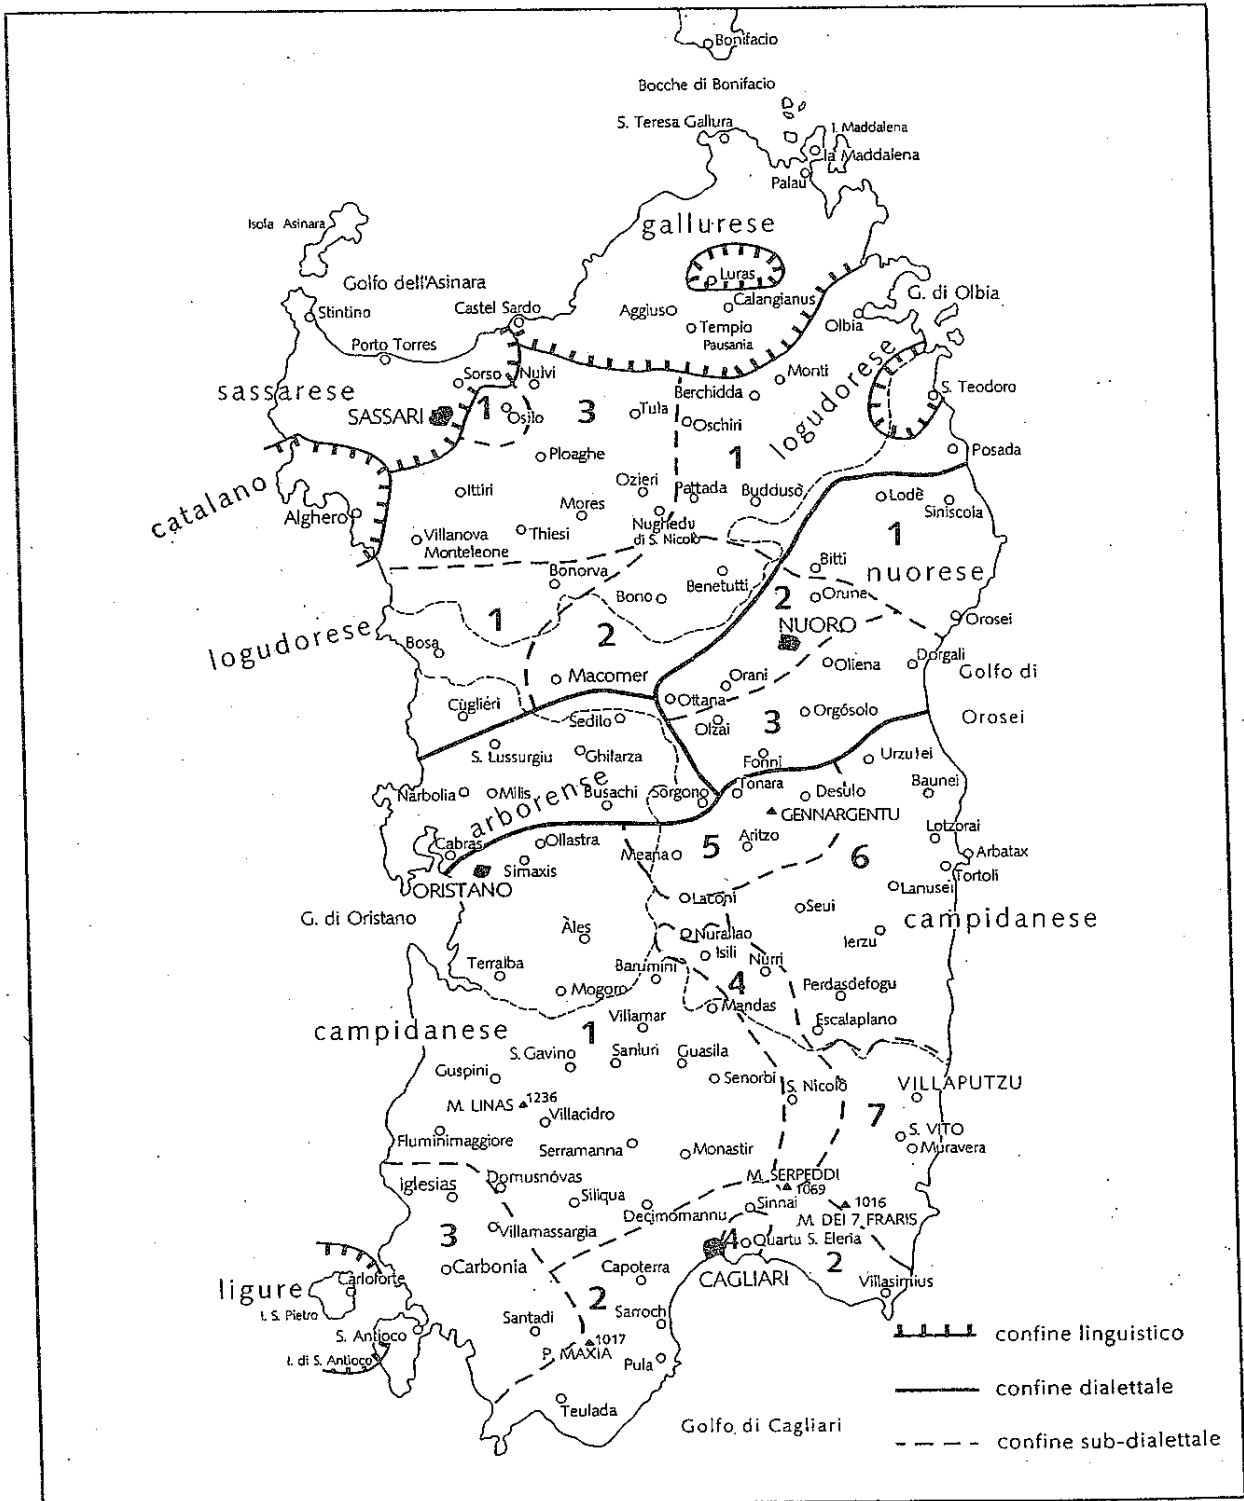 Bonifacio
Bocche di Bonifacio
S. Teresa Gallura
I. Maddalena
la Maddalena
Palau
Isola Asinara
gallurese
Luras
Golfo dell'Asinara
Calangianus
G. di Olbia
Castel Sardo
Aggiuso
Stintino
Tempio
Pausania
Olbia
Porto Torres
Sorso
Nulvi
Monti
sassarese
Berchidda
logudorese
S. Teodoro
SASSARI
1
Osilo
3
Tula
Oschiri
Ploaghe
1
Posada
catalano
Ittiri
Ozieri
Pattada
Buddusò
Lodè
Siniscola
Alghero
Mores
Villanova
Monteleone
Thiesi
Nughedu
di S. Nicolo
1
Bonorva
Benetutti
Bitti
nuorese
Bono
2
Orune
logudorese
1
2
NUORO
Orosei
Bosa
Oliena
Dorgali
Golfo di
Macomer
Orani
Ottana
Cùgliéri
Sedilo
Olzai
3
Orgósolo
Orosei
S. Lussurgiu
Ghilarza
Fonni
Urzulei
Narbolia
Milis
arborense
Busachi
Sorgono
Tonara
Desulo
Baunei
GENNARGENTU
Cabras
Ollastra
Meana
5
Aritzo
6
Lotzorai
Simaxis
Arbatax
ORISTANO
Tortoli
Laconi
Lanusei
G. di Oristano
Seui
campidanese
Àles
Nurallao
Ierzu
Terralba
Barumini
Isili
Nurri
Mogoro
4
Perdasdefogu
Mandas
campidanese
1
Villamar
Escalaplano
S. Gavino
Sanluri
Guasila
Guspini
Senorbi
S. Nicolò
VILLAPUTZU
M. LINAS
1236
Villacidro
7
S. VITO
Fluminimaggiore
Serramanna
Monastir
Muravera
Iglesias
Domusnóvas
M. SERPEDDI
1069
Siliqua
Decimomannu
Sinnai
1016
3
Villamassargia
M. DEI 7 FRARIS
4
Quartu S. Eleria
Carbonia
CAGLIARI
2
ligure
Carloforte
Capoterra
Villasimius
I. S. Pietro
2
Santadi
Sarroch
S. Antioco
1017
P. MAXIA
I. di S. Antioco
Pula
Teulada
Golfo di Cagliari
confine linguistico
confine dialettale
confine sub-dialettale